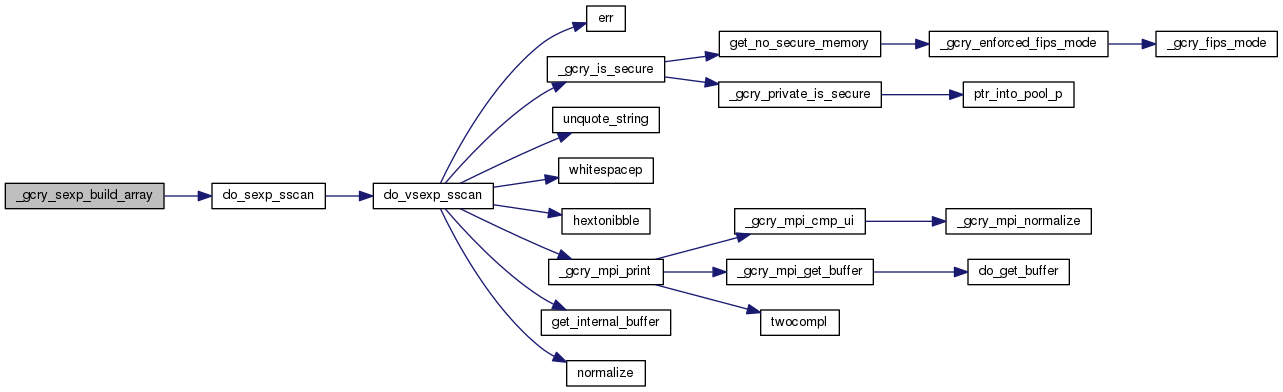 _gcry_sexp_build_array
do_sexp_sscan
do_vsexp_sscan
err
_gcry_is_secure
get_no_secure_memory
_gcry_enforced_fips_mode
_gcry_fips_mode
_gcry_private_is_secure
ptr_into_pool_p
unquote_string
whitespacep
hextonibble
_gcry_mpi_print
_gcry_mpi_cmp_ui
_gcry_mpi_normalize
_gcry_mpi_get_buffer
do_get_buffer
twocompl
get_internal_buffer
normalize